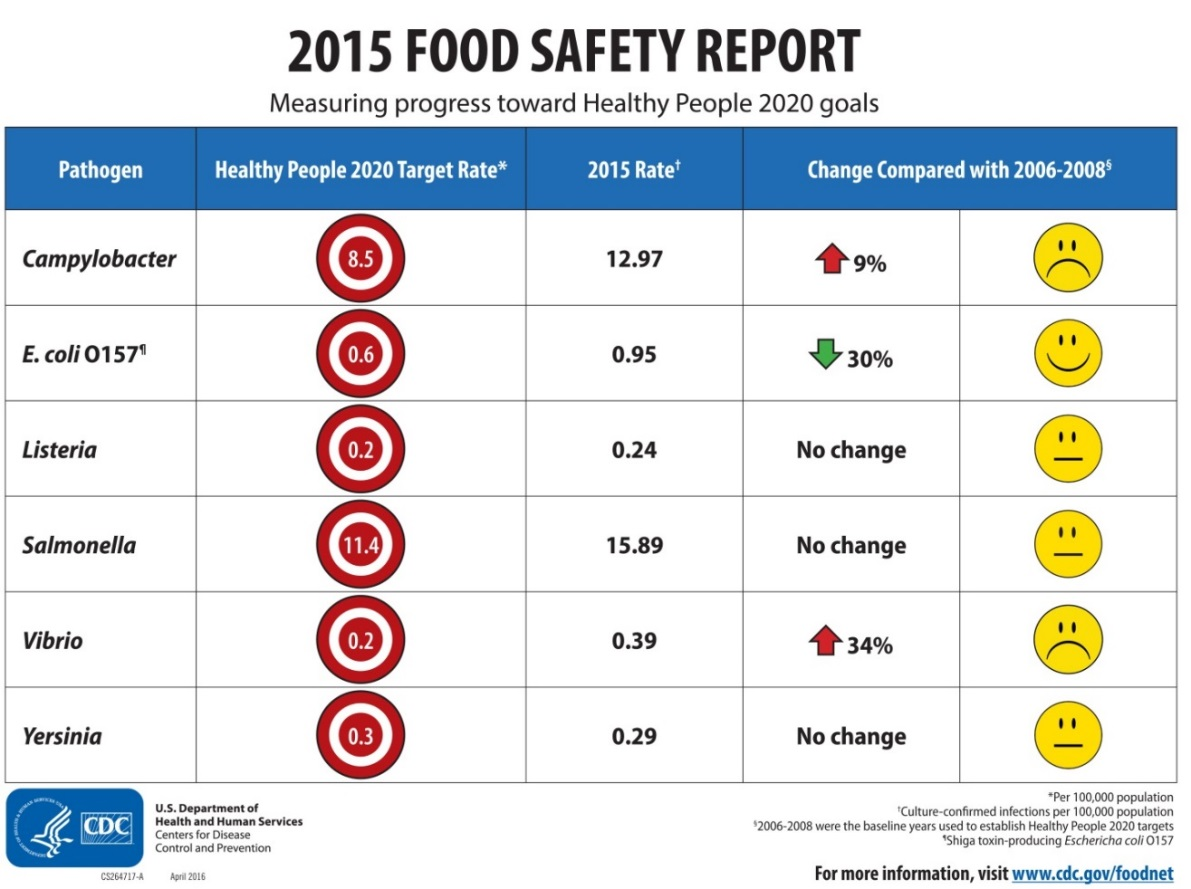 2015 FOOD SAFETY REPORT
Measuring progress toward Healthy People 2020 goals
Pathogen Healthy People 2020 Target Rate* 2015 Rate† Change Compared with 2006-2008§
Campylobacter 8.5 12.97 9%
E. coli O157¶ 0.6 0.95 30%
Listeria 0.2 0.24 No change
Salmonella 11.4 15.89 No change
Vibrio 0.2 0.39 34%
Yersinia 0.3 0.29 No change
CDC
U.S. Department of
Health and Human Services
Centers for Disease
Control and Prevention
CS264717-A April 2016
*Per 100,000 population
†Culture-confirmed infections per 100,000 population
§2006-2008 were the baseline years used to establish Healthy People 2020 targets
¶Shiga toxin-producing Eschericha coli O157
For more information, visit www.cdc.gov/foodnet